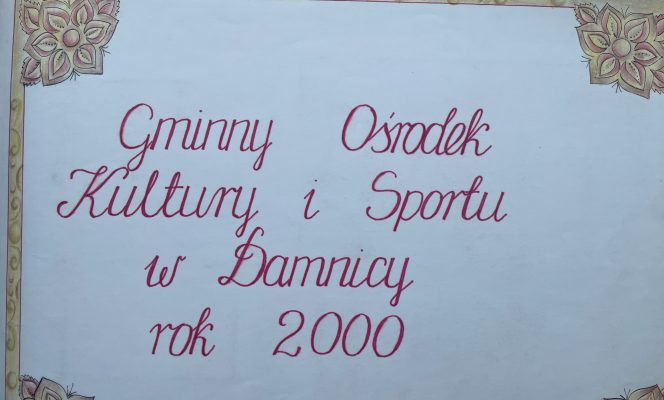 Gminny Ośrodek
Kultury i Sportu
w Damnicy
rok 2000